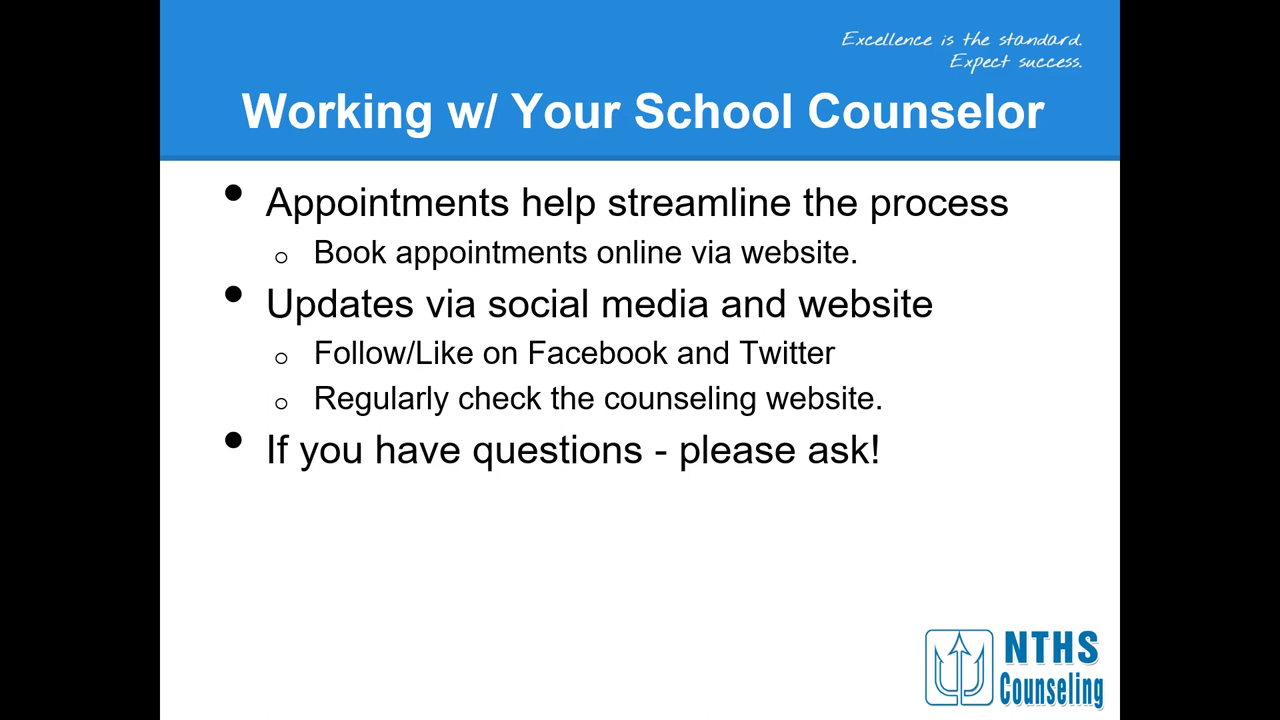 Excellence is the standard.
Expect success.
Working w/ Your School Counselor
• Appointments help streamline the process
o Book appointments online via website.
• Updates via social media and website
o Follow/Like on Facebook and Twitter
o Regularly check the counseling website.
• If you have questions - please ask!
NTHS
Counseling